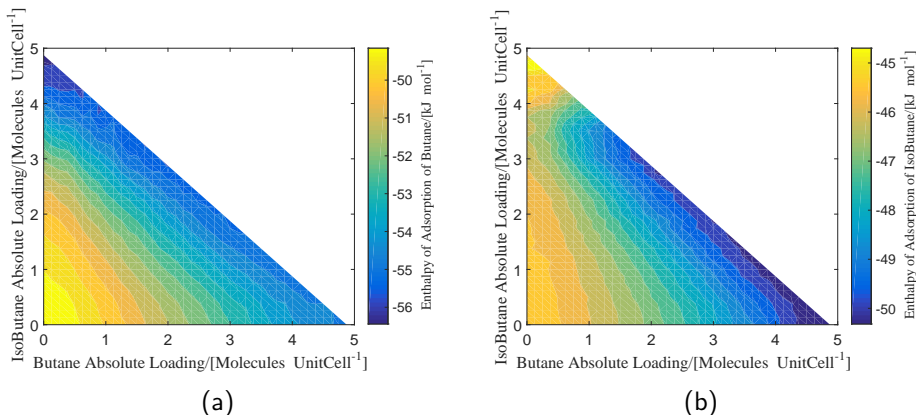 IsoButane Absolute Loading/[Molecules UnitCell⁻¹]
5
4
3
2
1
0
0 1 2 3 4 5
Butane Absolute Loading/[Molecules UnitCell⁻¹]
-50
-51
-52
-53
-54
-55
-56
Enthalpy of Adsorption of Butane/[kJ mol⁻¹]
(a)
IsoButane Absolute Loading/[Molecules UnitCell⁻¹]
5
4
3
2
1
0
0 1 2 3 4 5
Butane Absolute Loading/[Molecules UnitCell⁻¹]
-45
-46
-47
-48
-49
-50
Enthalpy of Adsorption of IsoButane/[kJ mol⁻¹]
(b)